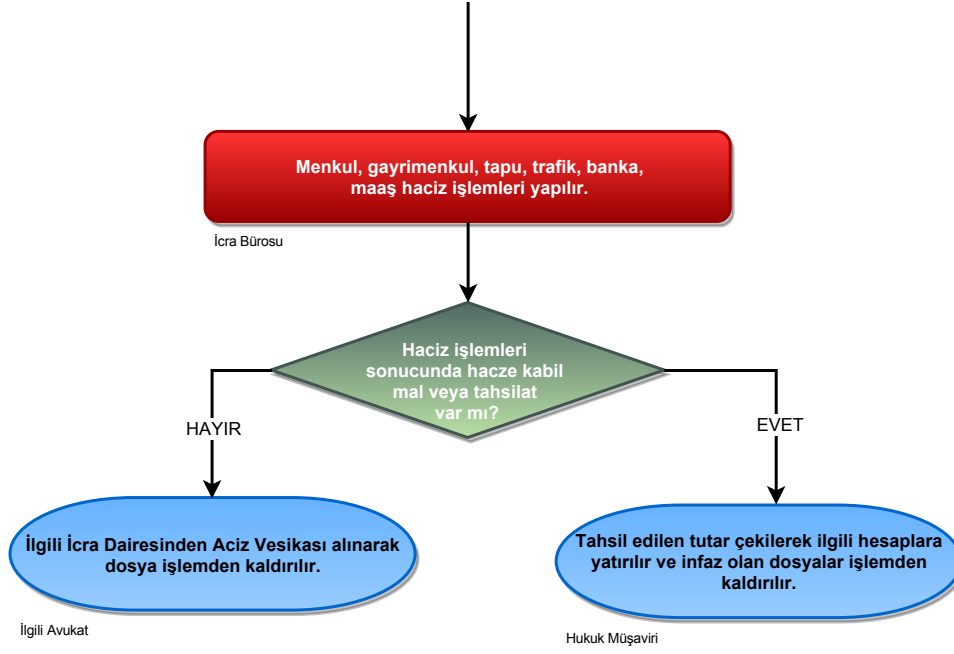 Menkul, gayrimenkul, tapu, trafik, banka,
maaş haciz işlemleri yapılır.
İcra Bürosu
Haciz işlemleri
sonucunda hacze kabil
mal veya tahsilat
var mı?
HAYIR
EVET
İlgili İcra Dairesinden Aciz Vesikası alınarak
dosya işlemden kaldırılır.
İlgili Avukat
Tahsil edilen tutar çekilerek ilgili hesaplara
yatırılır ve infaz olan dosyalar işlemden
kaldırılır.
Hukuk Müşaviri